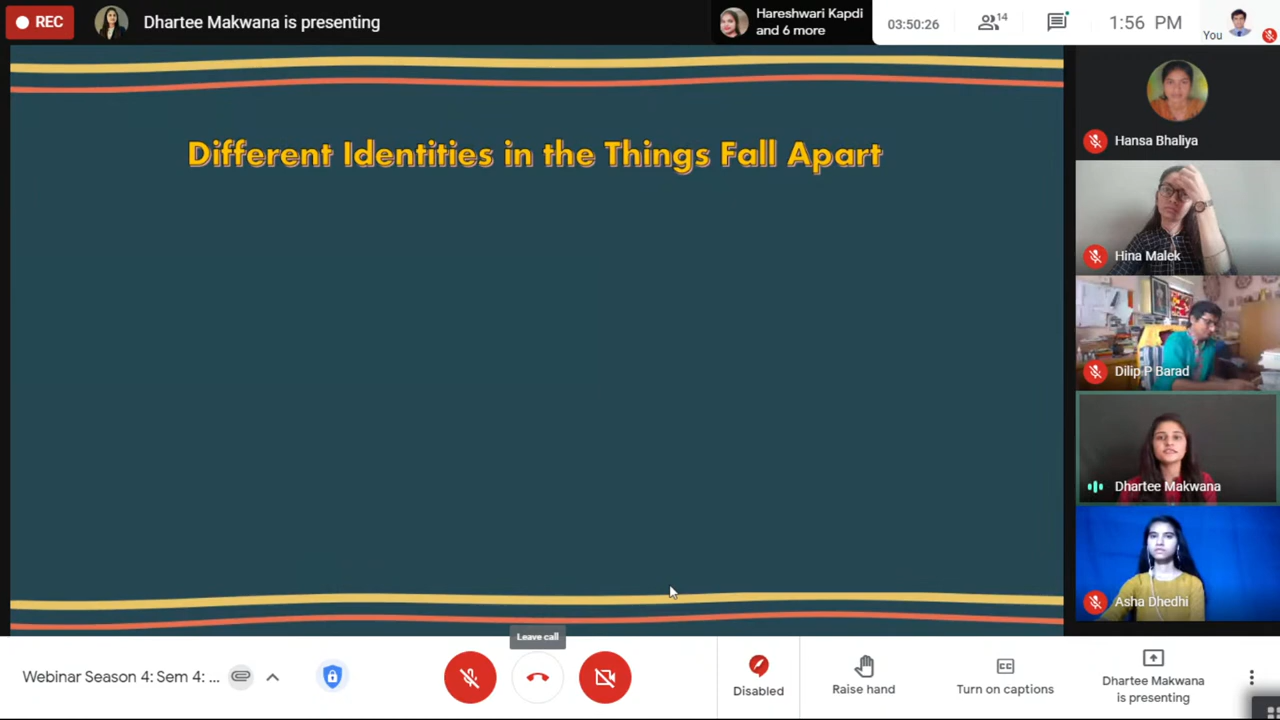 REC
Dhartee Makwana is presenting
Hareshwari Kapdi
and 6 more
03:50:26
14
1:56 PM
You
Different Identities in the Things Fall Apart
Hansa Bhaliya
Hina Malek
Dilip P Barad
Dhartee Makwana
Asha Dhedhi
Leave call
Webinar Season 4: Sem 4: ...
Disabled
Raise hand
CC
Turn on captions
Dhartee Makwana
is presenting